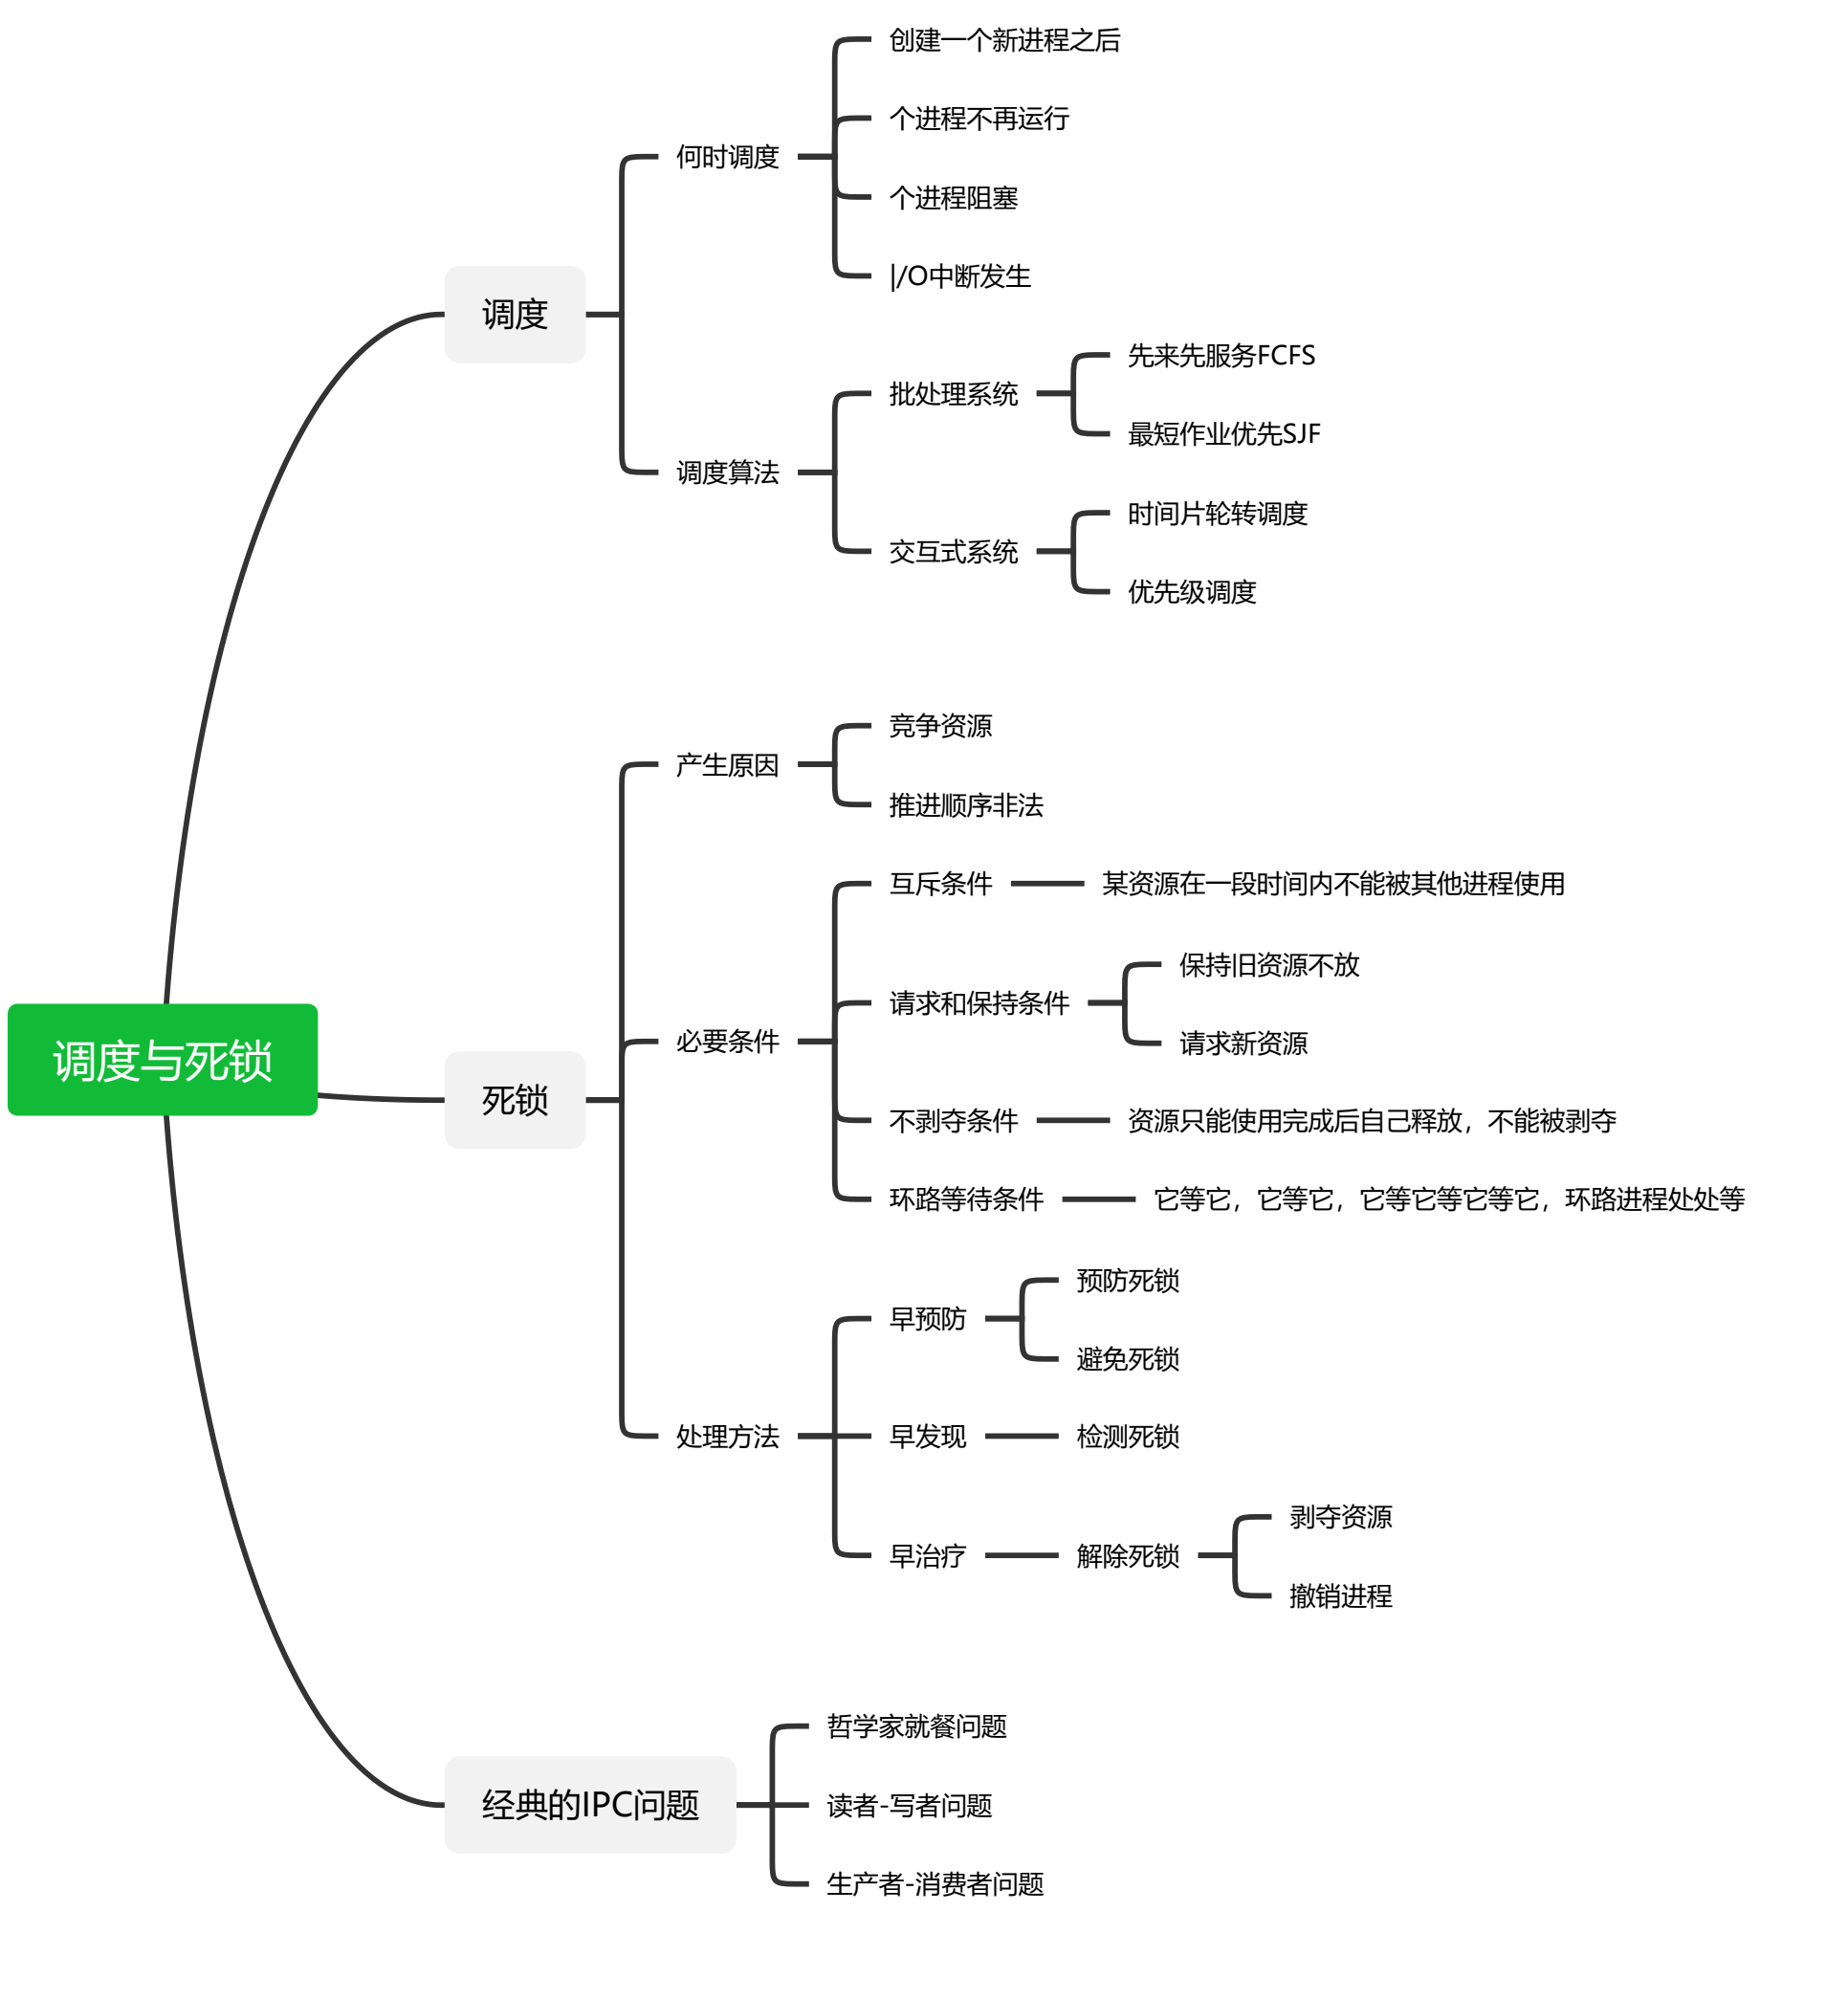 调度与死锁
调度
何时调度
创建一个新进程之后
个进程不再运行
个进程阻塞
|/O中断发生
调度算法
批处理系统
先来先服务FCFS
最短作业优先SJF
交互式系统
时间片轮转调度
优先级调度
死锁
产生原因
竞争资源
推进顺序非法
必要条件
互斥条件
某资源在一段时间内不能被其他进程使用
请求和保持条件
保持旧资源不放
请求新资源
不剥夺条件
资源只能使用完成后自己释放，不能被剥夺
环路等待条件
它等它，它等它，它等它等它等它，环路进程处处等
处理方法
早预防
预防死锁
避免死锁
早发现
检测死锁
早治疗
解除死锁
剥夺资源
撤销进程
经典的IPC问题
哲学家就餐问题
读者-写者问题
生产者-消费者问题